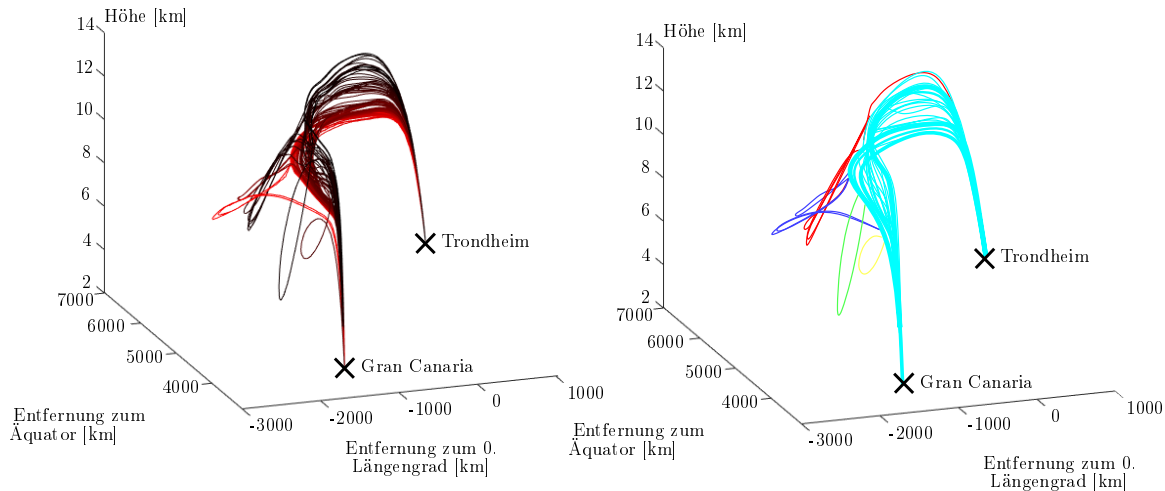 Höhe [km]
14
12
10
8
6
4
2
7000
6000
5000
4000
-3000
-2000
-1000
0
1000
Trondheim
Gran Canaria
Entfernung zum
Äquator [km]
Entfernung zum 0.
Längengrad [km]
Höhe [km]
14
12
10
8
6
4
2
7000
6000
5000
4000
-3000
-2000
-1000
0
1000
Trondheim
Gran Canaria
Entfernung zum
Äquator [km]
Entfernung zum 0.
Längengrad [km]